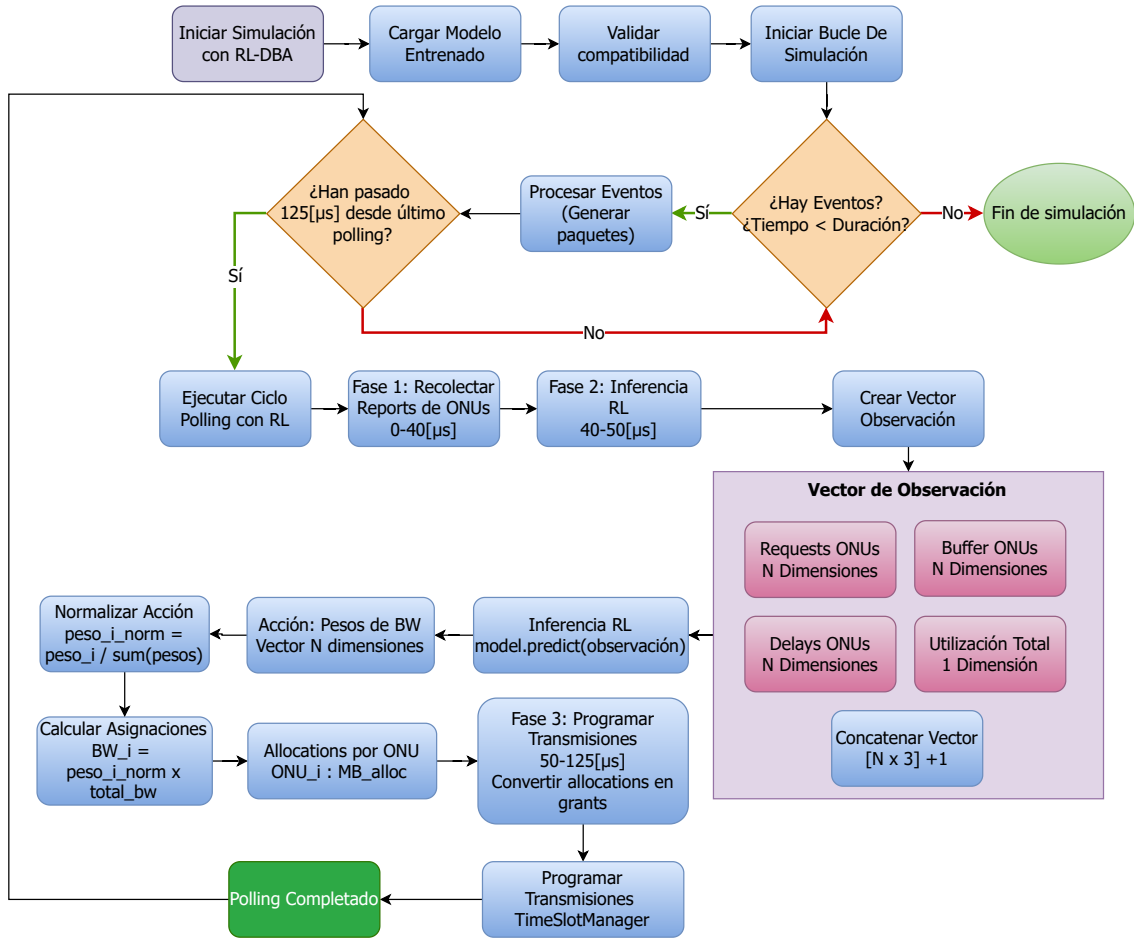 Iniciar Simulación
con RL-DBA
Cargar Modelo
Entrenado
Validar
compatibilidad
Iniciar Bucle De
Simulación
¿Han pasado
125[µs] desde último
polling?
Procesar Eventos
(Generar
paquetes)
Sí
¿Hay Eventos?
¿Tiempo < Duración?
No
Fin de simulación
Sí
No
Ejecutar Ciclo
Polling con RL
Fase 1: Recolectar
Reports de ONUs
0-40[µs]
Fase 2: Inferencia
RL
40-50[µs]
Crear Vector
Observación
Vector de Observación
Requests ONUs
N Dimensiones
Buffer ONUs
N Dimensiones
Delays ONUs
N Dimensiones
Utilización Total
1 Dimensión
Concatenar Vector
[N x 3] +1
Inferencia RL
model.predict(observación)
Acción: Pesos de BW
Vector N dimensiones
Normalizar Acción
peso_i_norm =
peso_i / sum(pesos)
Calcular Asignaciones
BW_i =
peso_i_norm x
total_bw
Allocations por ONU
ONU_i : MB_alloc
Fase 3: Programar
Transmisiones
50-125[µs]
Convertir allocations en
grants
Programar
Transmisiones
TimeSlotManager
Polling Completado